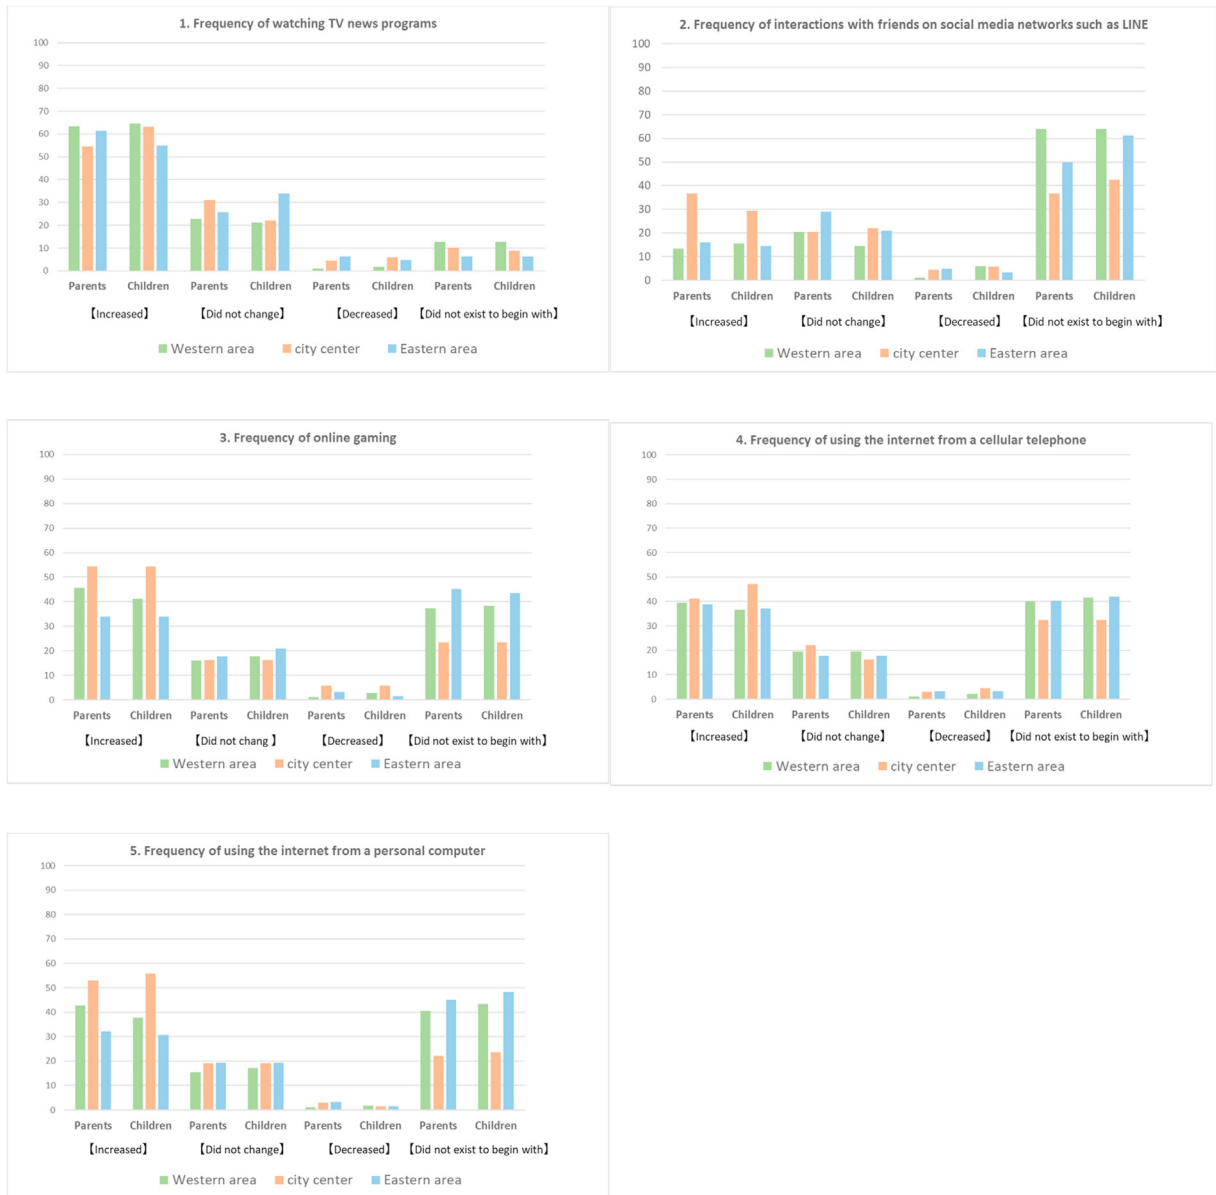 1. Frequency of watching TV news programs
100
90
80
70
60
50
40
30
20
10
0
Parents Children Parents Children Parents Children Parents Children
【Increased】 【Did not change】 【Decreased】 【Did not exist to begin with】
Western area city center Eastern area
2. Frequency of interactions with friends on social media networks such as LINE
100
90
80
70
60
50
40
30
20
10
0
Parents Children Parents Children Parents Children Parents Children
【Increased】 【Did not change】 【Decreased】 【Did not exist to begin with】
Western area city center Eastern area
3. Frequency of online gaming
100
90
80
70
60
50
40
30
20
10
0
Parents Children Parents Children Parents Children Parents Children
【Increased】 【Did not chang 】 【Decreased】 【Did not exist to begin with】
Western area city center Eastern area
4. Frequency of using the internet from a cellular telephone
100
90
80
70
60
50
40
30
20
10
0
Parents Children Parents Children Parents Children Parents Children
【Increased】 【Did not change】 【Decreased】 【Did not exist to begin with】
Western area city center Eastern area
5. Frequency of using the internet from a personal computer
100
90
80
70
60
50
40
30
20
10
0
Parents Children Parents Children Parents Children Parents Children
【Increased】 【Did not change】 【Decreased】 【Did not exist to begin with】
Western area city center Eastern area